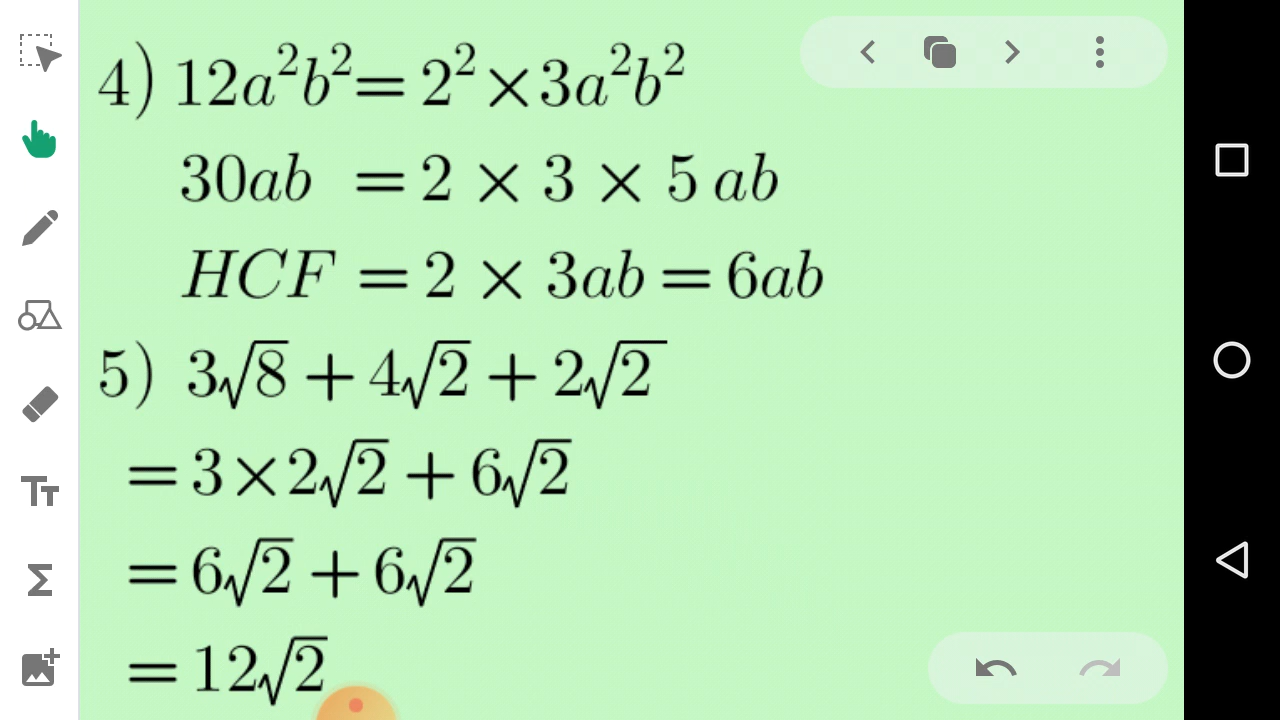 4) 12a²b² = 2² × 3a²b²
30ab = 2 × 3 × 5 ab
HCF = 2 × 3ab = 6ab
5) 3√8 + 4√2 + 2√2
= 3×2√2 + 6√2
= 6√2 + 6√2
= 12√2
TT
Σ